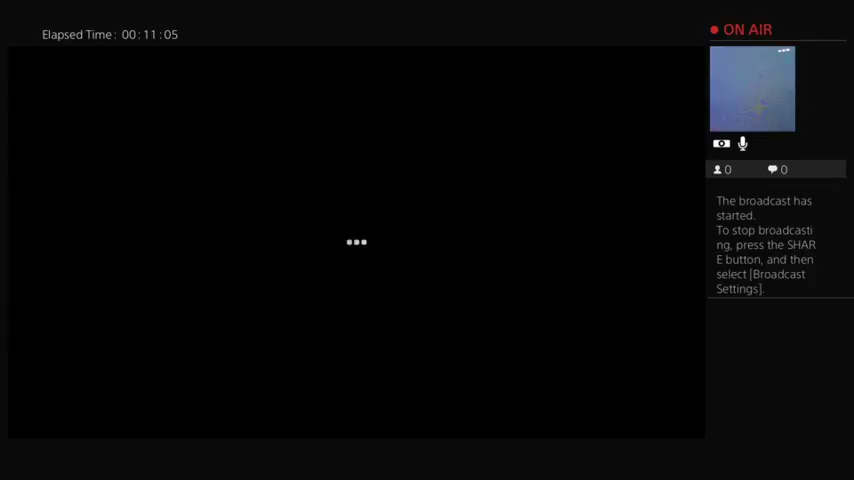 Elapsed Time: 00:11:05
ON AIR
0 0
The broadcast has
started.
To stop broadcasti
ng, press the SHAR
E button, and then
select [Broadcast
Settings].